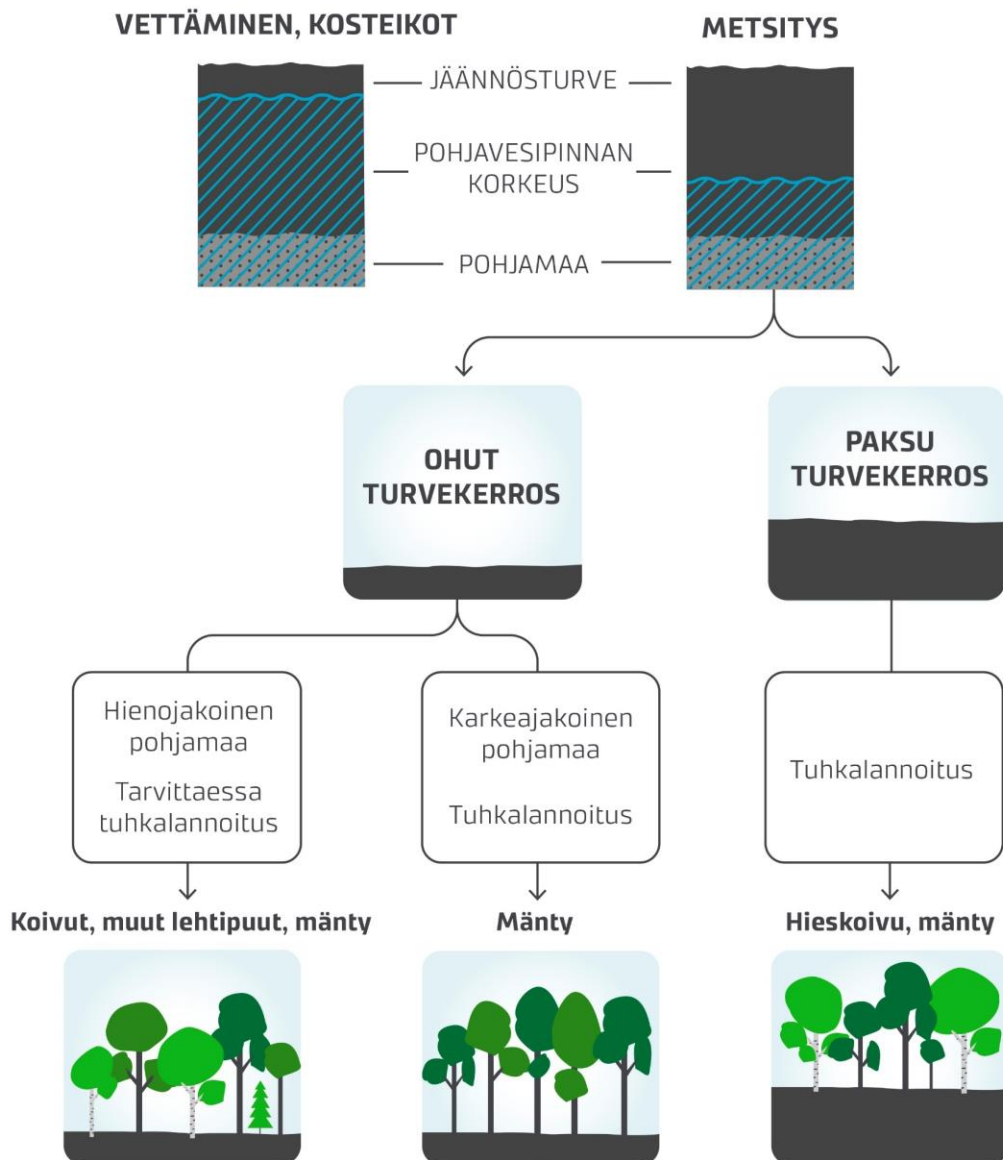 VETTÄMINEN, KOSTEIKOT
METSITYS
JÄÄNNÖSTURVE
POHJAVESIPINNAN
KORKEUS
POHJAMAA
OHUT
TURVEKERROS
PAKSU
TURVEKERROS
Hienojakoinen
pohjamaa
Tarvittaessa
tuhkalannoitus
Karkeajakoinen
pohjamaa
Tuhkalannoitus
Tuhkalannoitus
Koivut, muut lehtipuut, mänty
Mänty
Hieskoivu, mänty